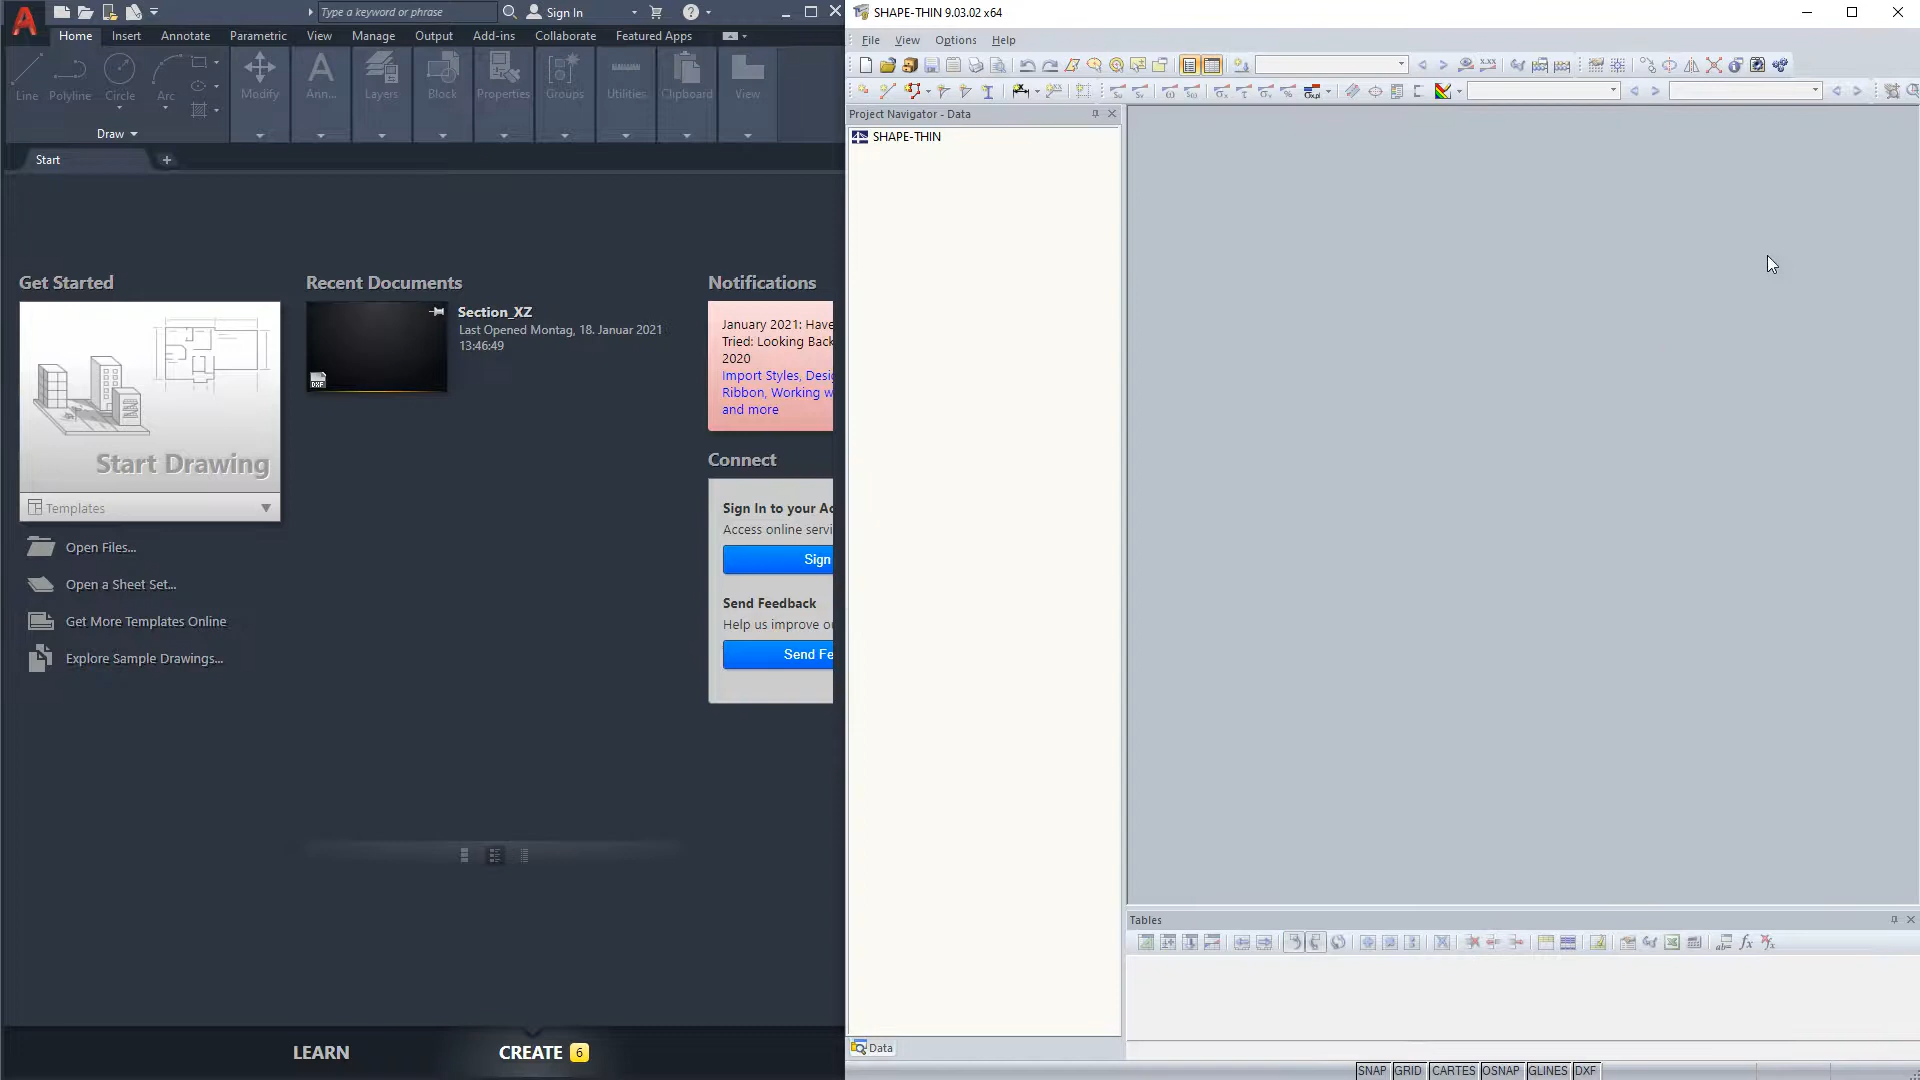 Type a keyword or phrase
Sign In
Home
Insert
Annotate
Parametric
View
Manage
Output
Add-ins
Collaborate
Featured Apps
Line
Polyline
Circle
Arc
Modify
Ann...
Layers
Block
Properties
Groups
Utilities
Clipboard
View
Draw
Start
Get Started
Start Drawing
Templates
Open Files...
Open a Sheet Set...
Get More Templates Online
Explore Sample Drawings...
Recent Documents
DXF
Section_XZ
Last Opened Montag, 18. Januar 2021
13:46:49
Notifications
January 2021: Have
Tried: Looking Back
2020
Import Styles, Desi
Ribbon, Working w
and more
Connect
Sign In to your Ac
Access online servi
Sign
Send Feedback
Help us improve ou
Send Fe
LEARN
CREATE 6
SHAPE-THIN 9.03.02 x64
File
View
Options
Help
Project Navigator - Data
SHAPE-THIN
Data
Tables
SNAP
GRID
CARTES
OSNAP
GLINES
DXF